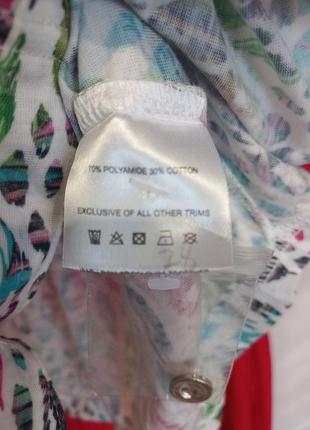 70% POLYAMIDE 30% COTTON
EXCLUSIVE OF ALL OTHER TRIMS